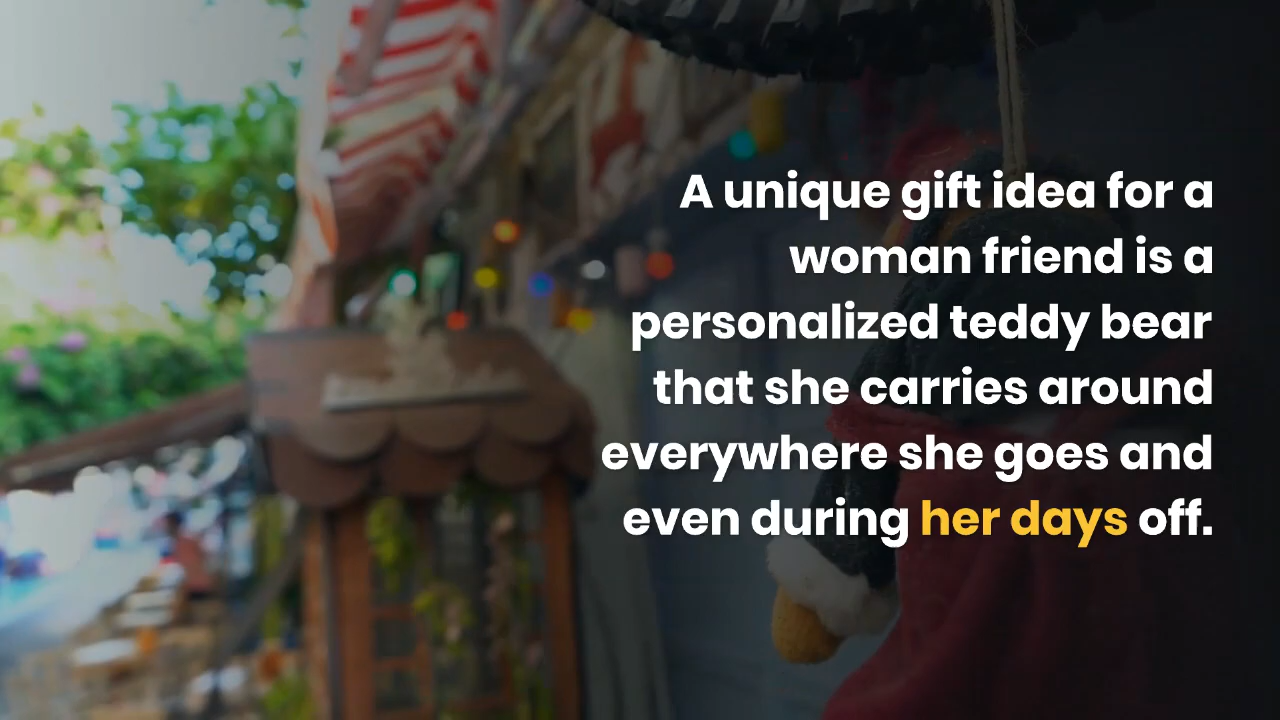 A unique gift idea for a
woman friend is a
personalized teddy bear
that she carries around
everywhere she goes and
even during her days off.